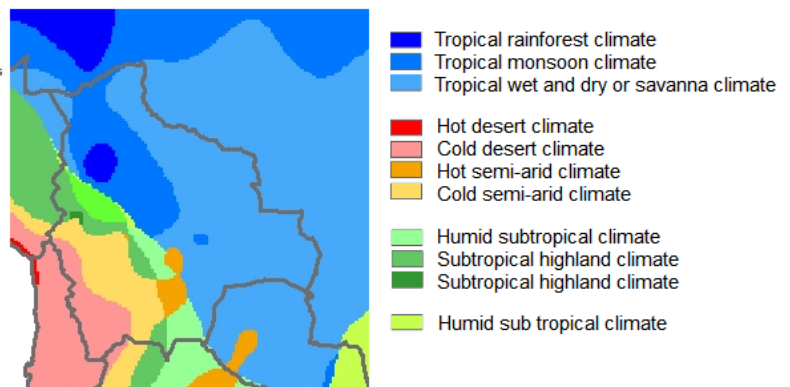 Tropical rainforest climate
Tropical monsoon climate
Tropical wet and dry or savanna climate
Hot desert climate
Cold desert climate
Hot semi-arid climate
Cold semi-arid climate
Humid subtropical climate
Subtropical highland climate
Subtropical highland climate
Humid sub tropical climate